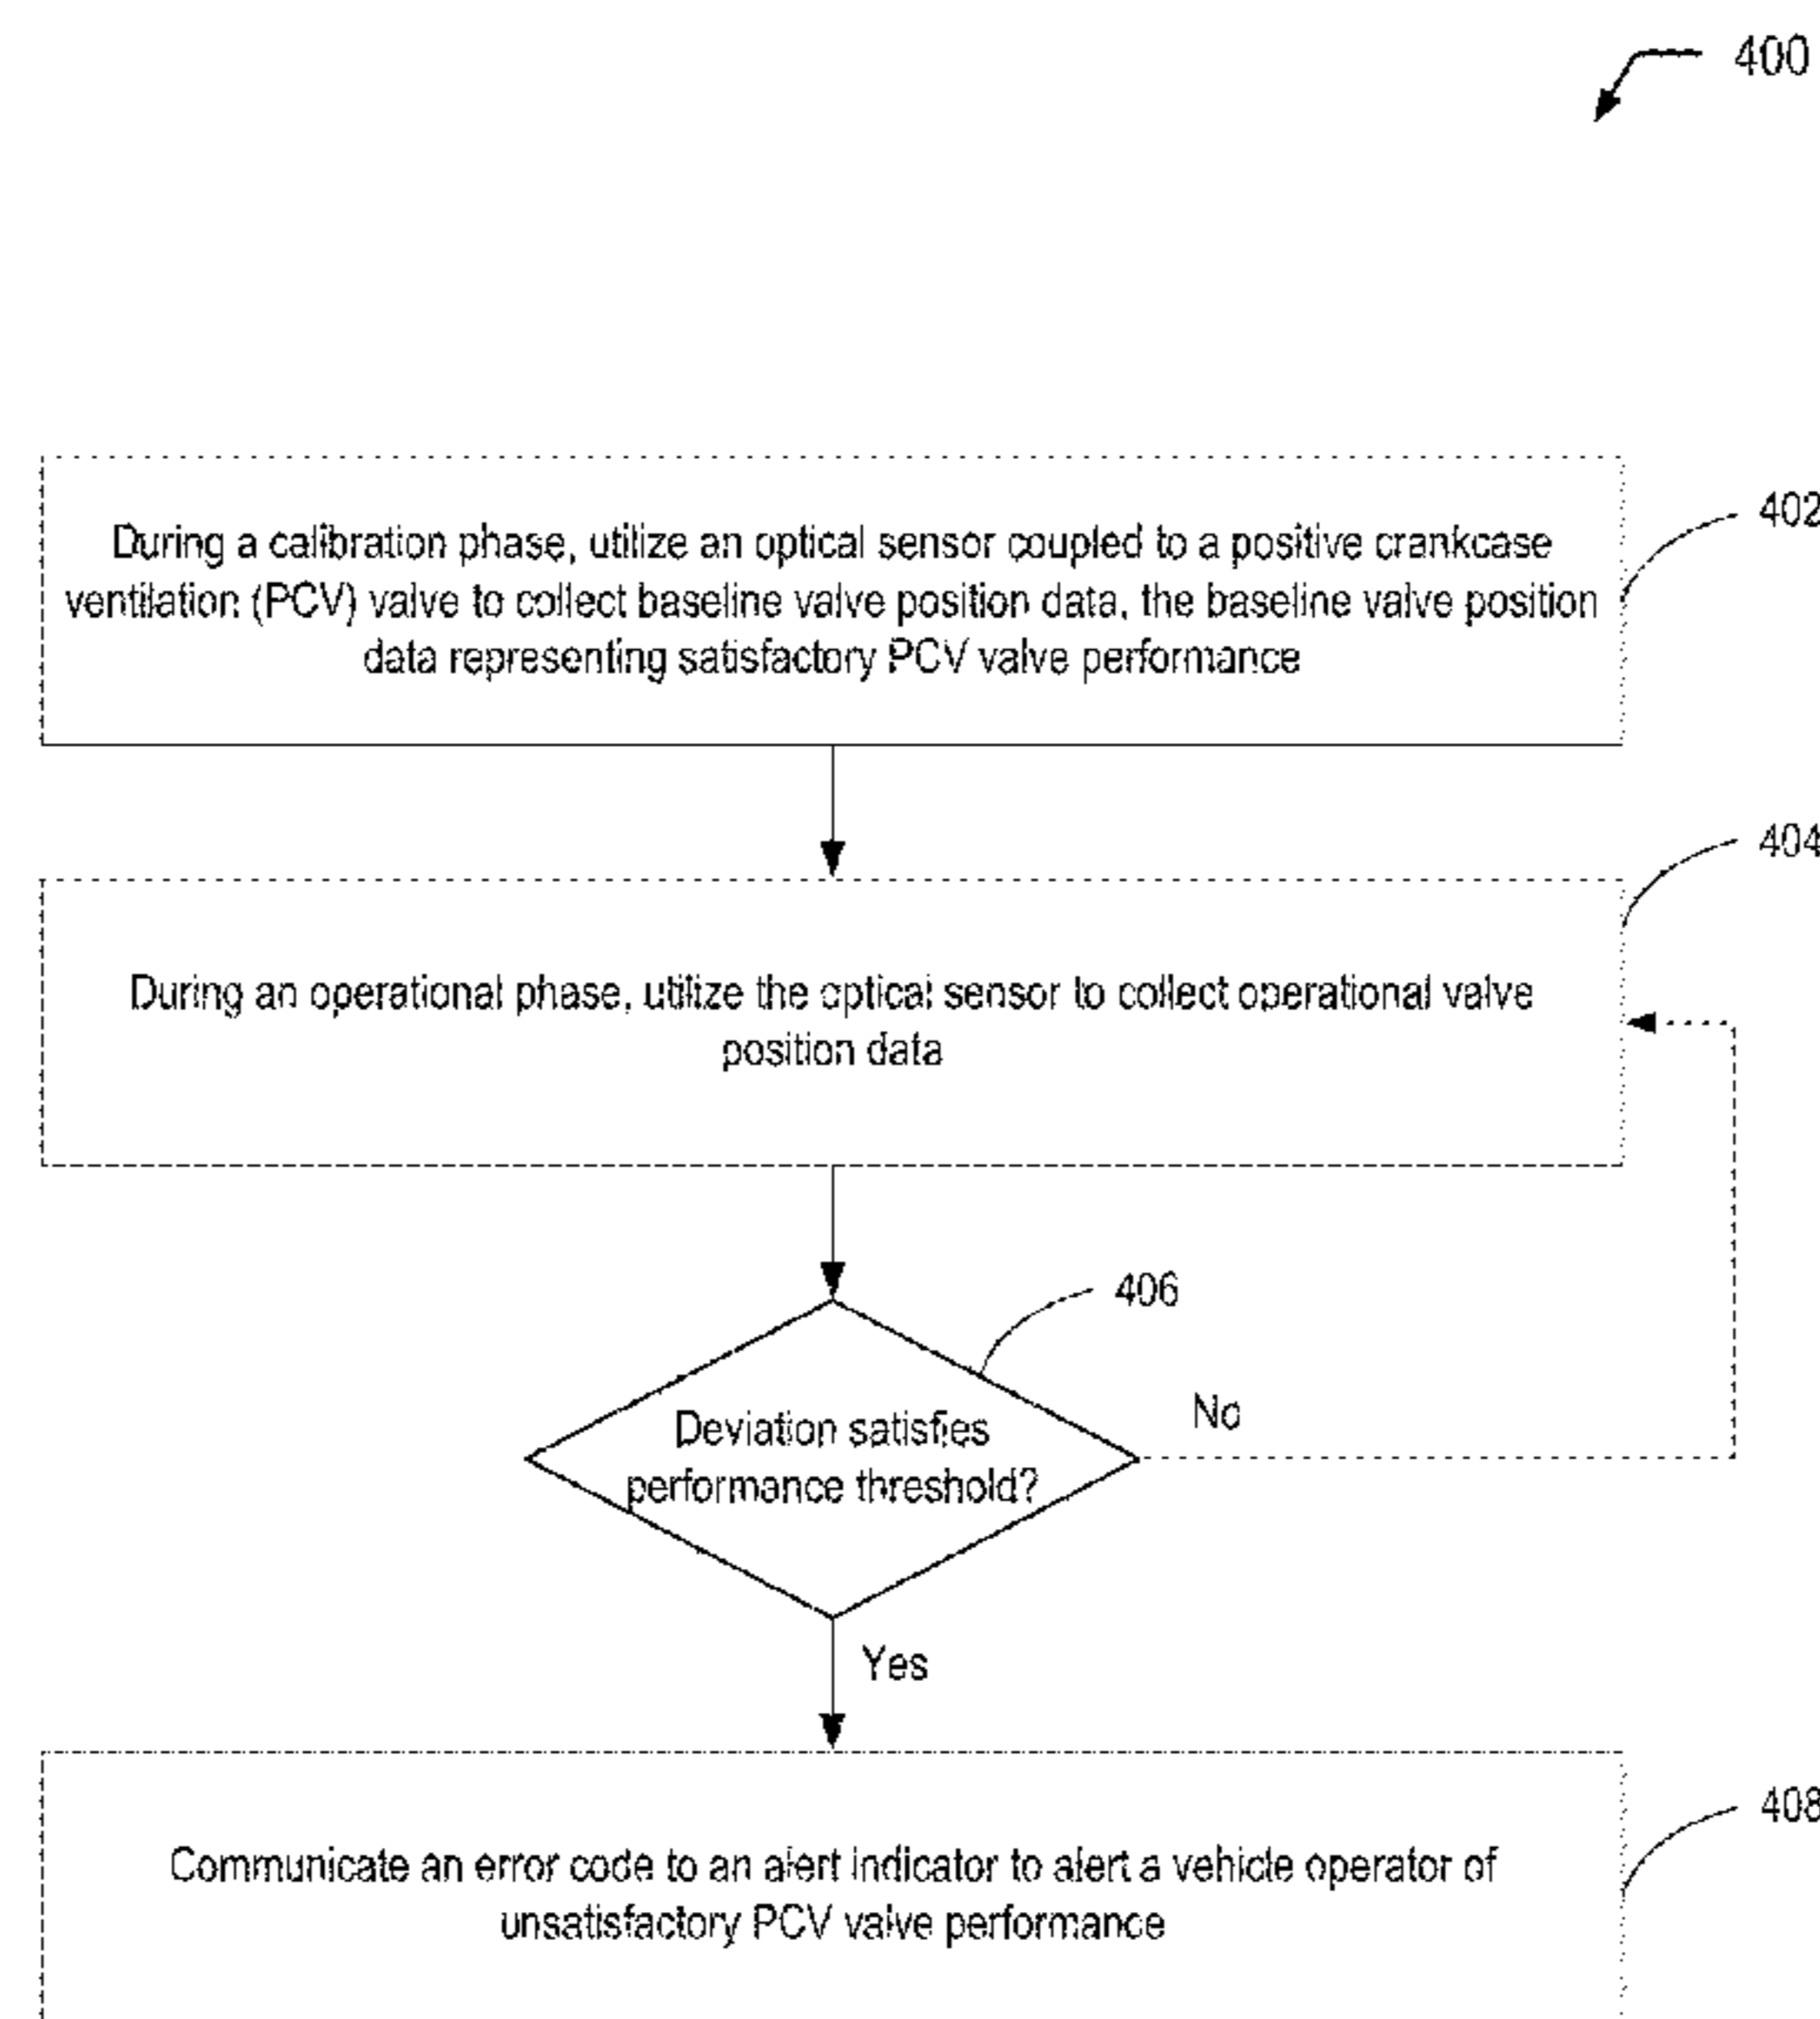 400
402
During a calibration phase, utilize an optical sensor coupled to a positive crankcase
ventilation (PCV) valve to collect baseline valve position data, the baseline valve position
data representing satisfactory PCV valve performance
404
During an operational phase, utilize the optical sensor to collect operational valve
position data
406
Deviation satisfies
performance threshold?
No
Yes
408
Communicate an error code to an alert indicator to alert a vehicle operator of
unsatisfactory PCV valve performance